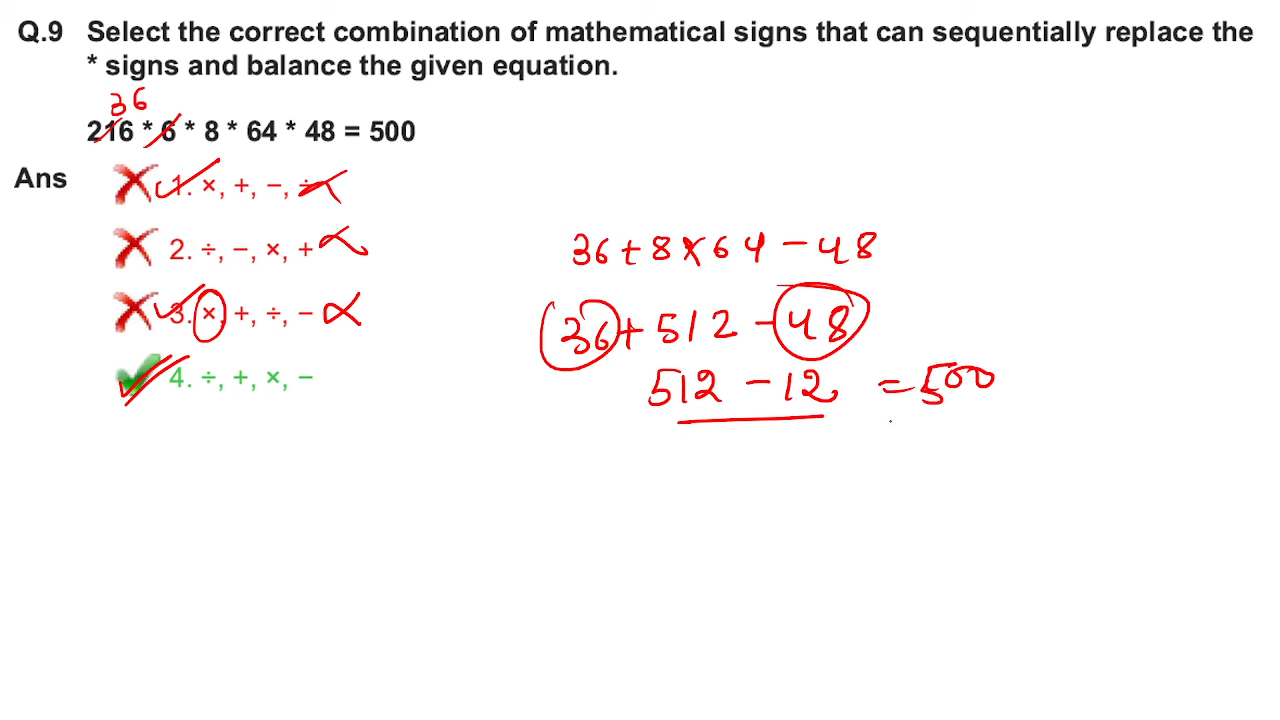 Q.9 Select the correct combination of mathematical signs that can sequentially replace the
* signs and balance the given equation.
36
216 * 6 * 8 * 64 * 48 = 500
Ans
1. ×, +, −, ÷
2. ÷, −, ×, +
3. ×, +, ÷, −
4. ÷, +, ×, −
36 + 8 × 64 − 48
36 + 512 − 48
512 − 12 = 500